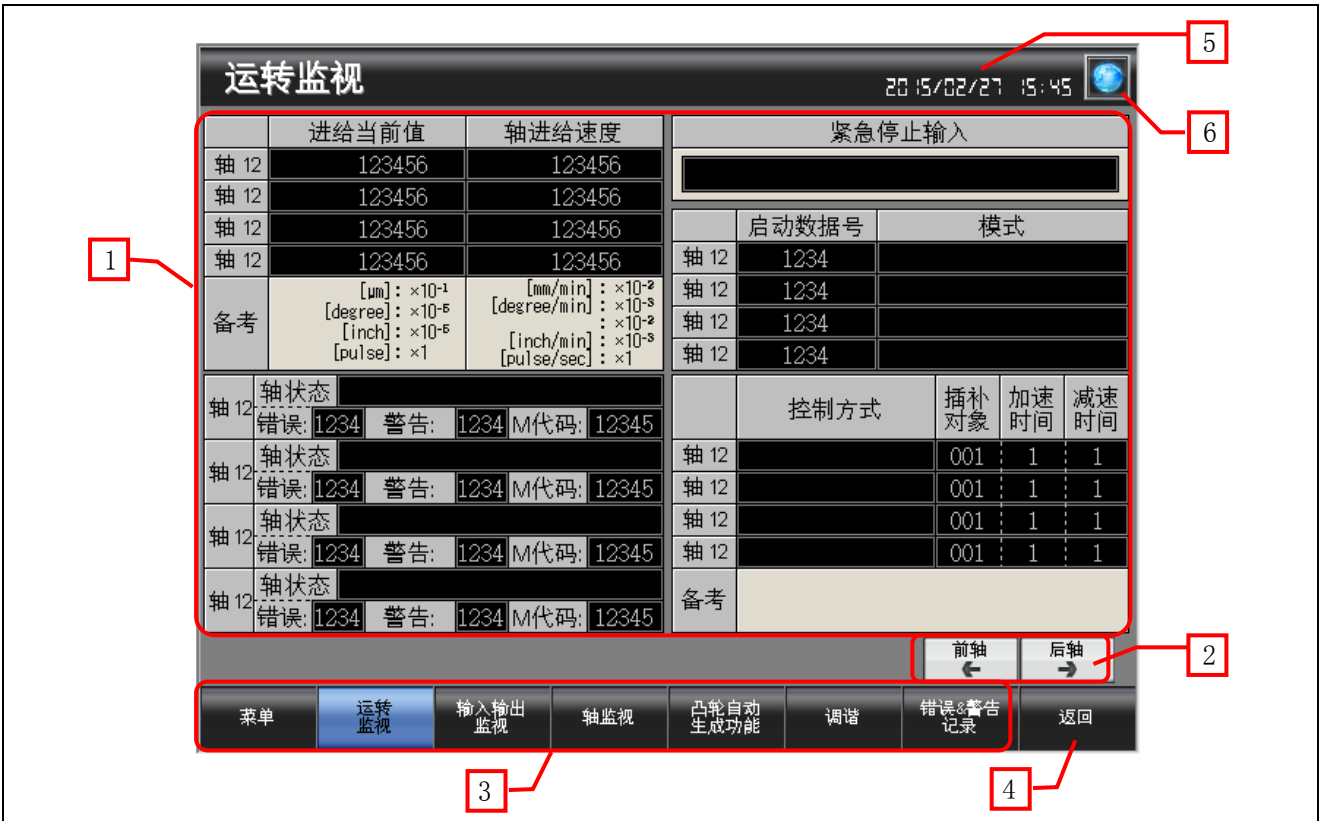 5
运转监视
2015/02/27 15:45
6
进给当前值 轴进给速度
轴 12 123456 123456
轴 12 123456 123456
轴 12 123456 123456
轴 12 123456 123456
备考
[μm]：×10-1
[degree]：×10-5
[inch]：×10-5
[pulse]：×1
[mm/min]：×10-2
[degree/min]：×10-3
：×10-2
[inch/min]：×10-3
[pulse/sec]：×1
紧急停止输入
启动数据号 模式
轴 12 1234
轴 12 1234
轴 12 1234
轴 12 1234
1
轴 12 轴状态
错误: 1234 警告: 1234 M代码: 12345
轴 12 轴状态
错误: 1234 警告: 1234 M代码: 12345
轴 12 轴状态
错误: 1234 警告: 1234 M代码: 12345
轴 12 轴状态
错误: 1234 警告: 1234 M代码: 12345
控制方式 插补对象 加速时间 减速时间
轴 12 001 1 1
轴 12 001 1 1
轴 12 001 1 1
轴 12 001 1 1
备考
前轴 后轴
2
菜单 运转监视 输入输出监视 轴监视 凸轮自动生成功能 调谐 错误&警告记录 返回
3
4